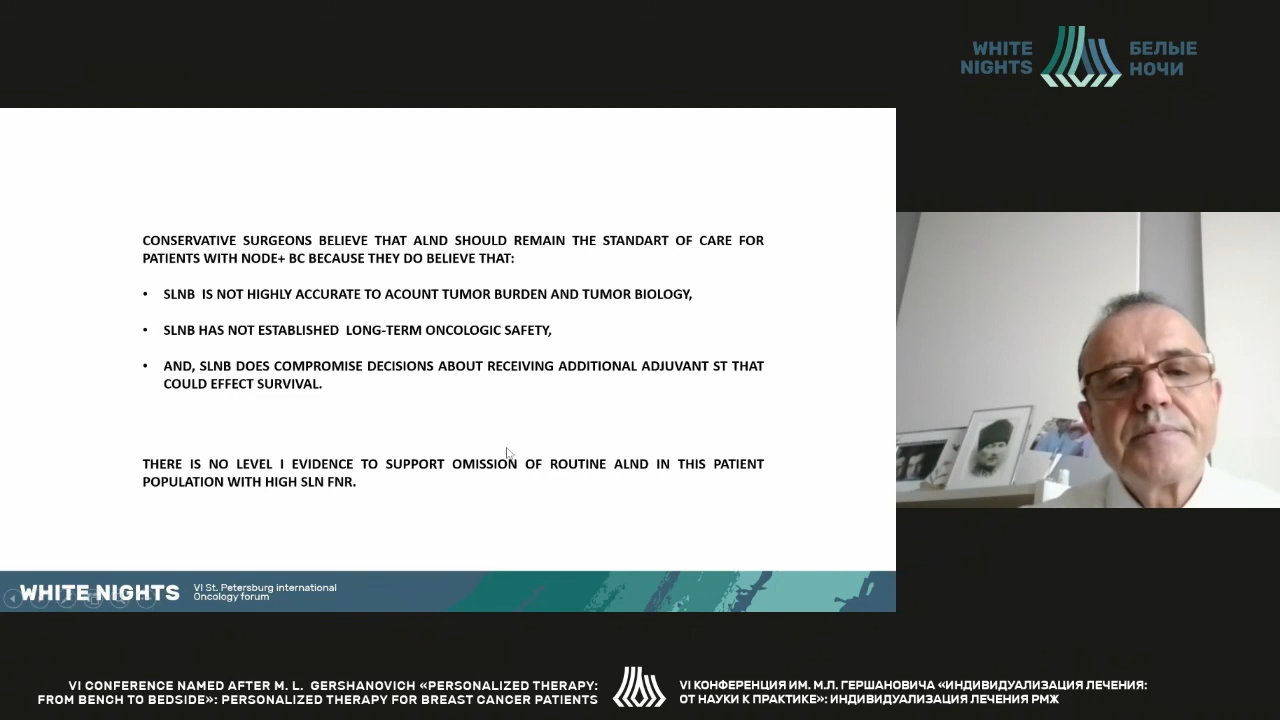 WHITE
NIGHTS
БЕЛЫЕ
НОЧИ
CONSERVATIVE SURGEONS BELIEVE THAT ALND SHOULD REMAIN THE STANDART OF CARE FOR
PATIENTS WITH NODE+ BC BECAUSE THEY DO BELIEVE THAT:
• SLNB IS NOT HIGHLY ACCURATE TO ACOUNT TUMOR BURDEN AND TUMOR BIOLOGY,
• SLNB HAS NOT ESTABLISHED LONG-TERM ONCOLOGIC SAFETY,
• AND, SLNB DOES COMPROMISE DECISIONS ABOUT RECEIVING ADDITIONAL ADJUVANT ST THAT
COULD EFFECT SURVIVAL.
THERE IS NO LEVEL I EVIDENCE TO SUPPORT OMISSION OF ROUTINE ALND IN THIS PATIENT
POPULATION WITH HIGH SLN FNR.
WHITE NIGHTS
VI St. Petersburg international
Oncology forum
VI CONFERENCE NAMED AFTER M. L. GERSHANOVICH «PERSONALIZED THERAPY:
FROM BENCH TO BEDSIDE»: PERSONALIZED THERAPY FOR BREAST CANCER PATIENTS
VI КОНФЕРЕНЦИЯ ИМ. М.Л. ГЕРШАНОВИЧА «ИНДИВИДУАЛИЗАЦИЯ ЛЕЧЕНИЯ:
ОТ НАУКИ К ПРАКТИКЕ»: ИНДИВИДУАЛИЗАЦИЯ ЛЕЧЕНИЯ РМЖ